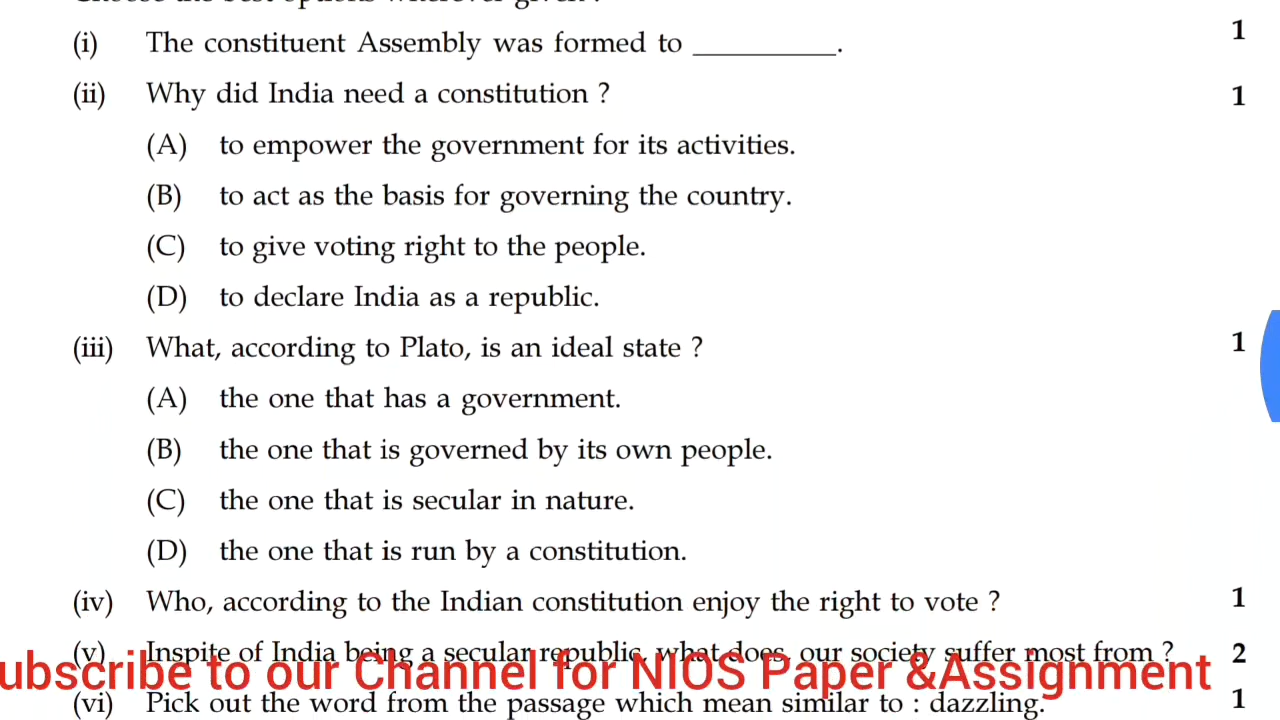 Choose the best options wherever given :
(i) The constituent Assembly was formed to __________. 1
(ii) Why did India need a constitution ? 1
(A) to empower the government for its activities.
(B) to act as the basis for governing the country.
(C) to give voting right to the people.
(D) to declare India as a republic.
(iii) What, according to Plato, is an ideal state ? 1
(A) the one that has a government.
(B) the one that is governed by its own people.
(C) the one that is secular in nature.
(D) the one that is run by a constitution.
(iv) Who, according to the Indian constitution enjoy the right to vote ? 1
(v) Inspite of India being a secular republic, what does, our society suffer most from ? 2
ubscribe to our Channel for NIOS Paper &Assignment
(vi) Pick out the word from the passage which mean similar to : dazzling. 1